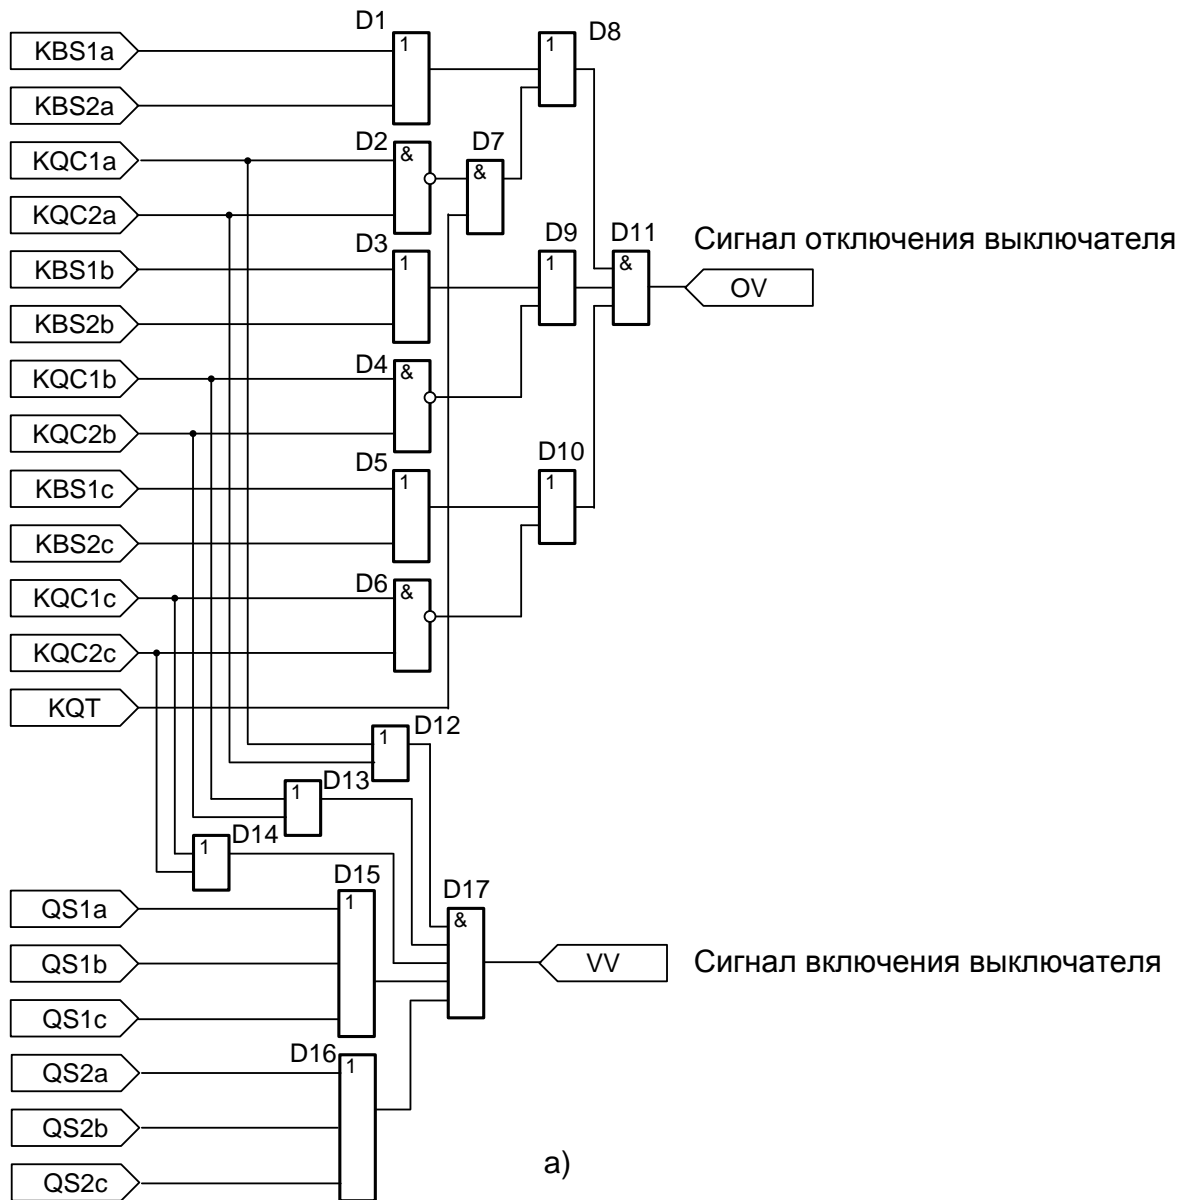 D1
D8
KBS1a
1
1
KBS2a
D2
D7
KQC1a
&
&
KQC2a
D3
D9
D11
Сигнал отключения выключателя
KBS1b
1
1
&
OV
KBS2b
D4
KQC1b
&
KQC2b
D5
D10
KBS1c
1
1
KBS2c
D6
KQC1c
&
KQC2c
KQT
D12
1
D13
1
D14
1
D15
D17
QS1a
1
&
QS1b
VV
Сигнал включения выключателя
QS1c
D16
QS2a
1
QS2b
QS2c
а)